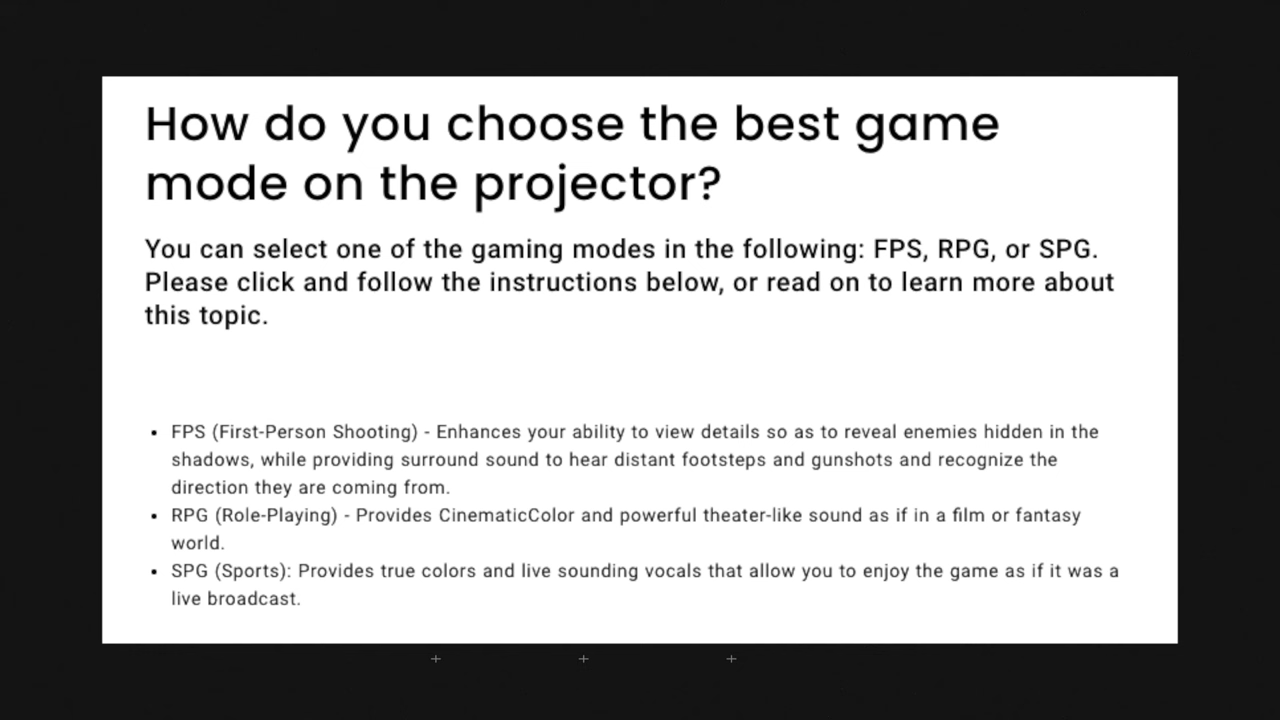 How do you choose the best game
mode on the projector?
You can select one of the gaming modes in the following: FPS, RPG, or SPG.
Please click and follow the instructions below, or read on to learn more about
this topic.
• FPS (First-Person Shooting) - Enhances your ability to view details so as to reveal enemies hidden in the
shadows, while providing surround sound to hear distant footsteps and gunshots and recognize the
direction they are coming from.
• RPG (Role-Playing) - Provides CinematicColor and powerful theater-like sound as if in a film or fantasy
world.
• SPG (Sports): Provides true colors and live sounding vocals that allow you to enjoy the game as if it was a
live broadcast.